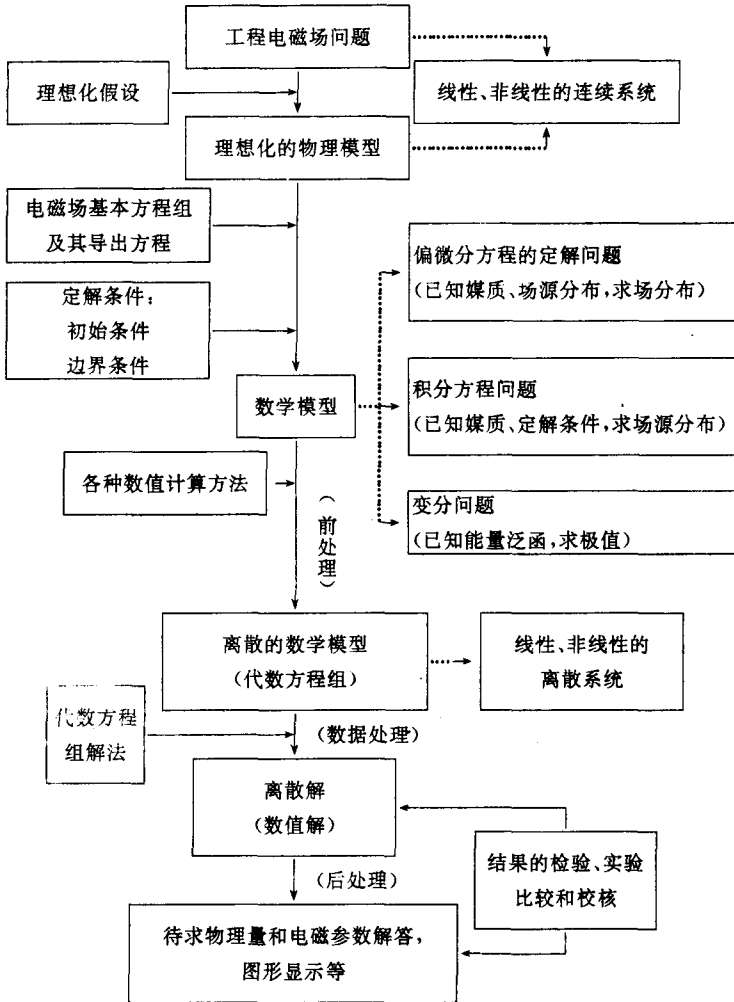 工程电磁场问题
理想化假设
线性、非线性的连续系统
理想化的物理模型
电磁场基本方程组
及其导出方程
偏微分方程的定解问题
(已知媒质、场源分布,求场分布)
定解条件:
初始条件
边界条件
数学模型
积分方程问题
(已知媒质、定解条件,求场源分布)
各种数值计算方法
(前处理)
变分问题
(已知能量泛函,求极值)
离散的数学模型
(代数方程组)
线性、非线性的
离散系统
代数方程
组解法
(数据处理)
离散解
(数值解)
(后处理)
结果的检验、实验
比较和校核
待求物理量和电磁参数解答,
图形显示等